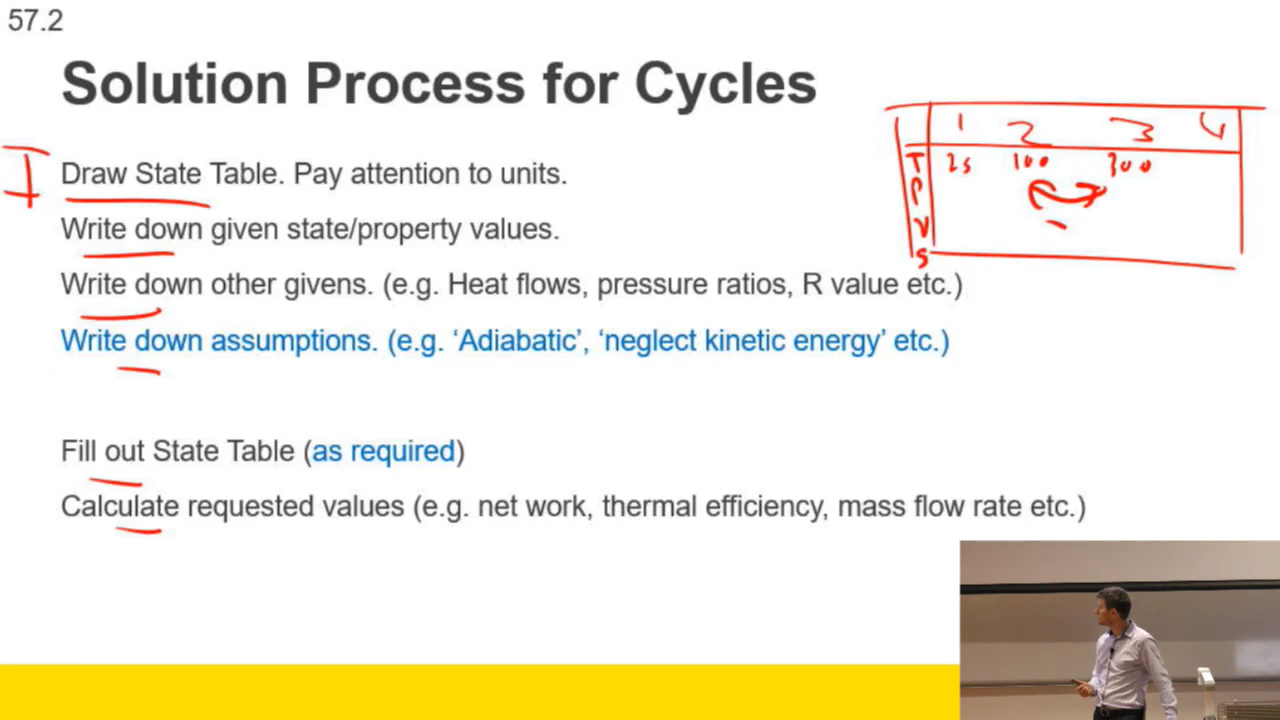 57.2
Solution Process for Cycles
1 2 3 4
I Draw State Table. Pay attention to units.
T 25 100 300
P
Write down given state/property values.
V
S
Write down other givens. (e.g. Heat flows, pressure ratios, R value etc.)
Write down assumptions. (e.g. ‘Adiabatic’, ‘neglect kinetic energy’ etc.)
Fill out State Table (as required)
Calculate requested values (e.g. net work, thermal efficiency, mass flow rate etc.)